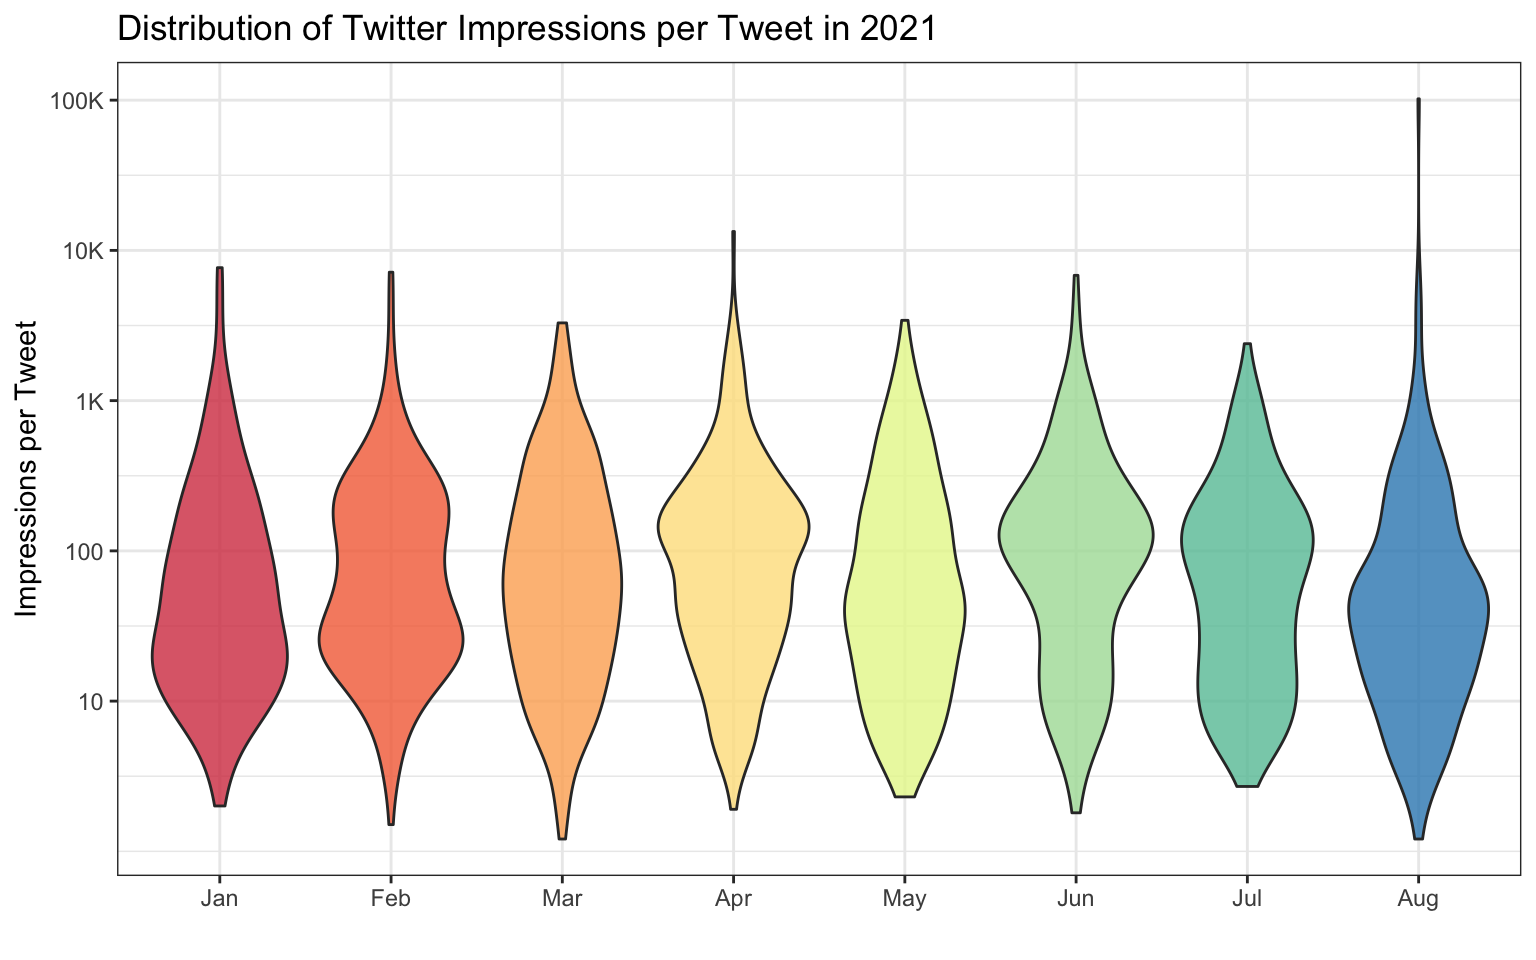 Distribution of Twitter Impressions per Tweet in 2021
Impressions per Tweet
100K
10K
1K
100
10
Jan
Feb
Mar
Apr
May
Jun
Jul
Aug